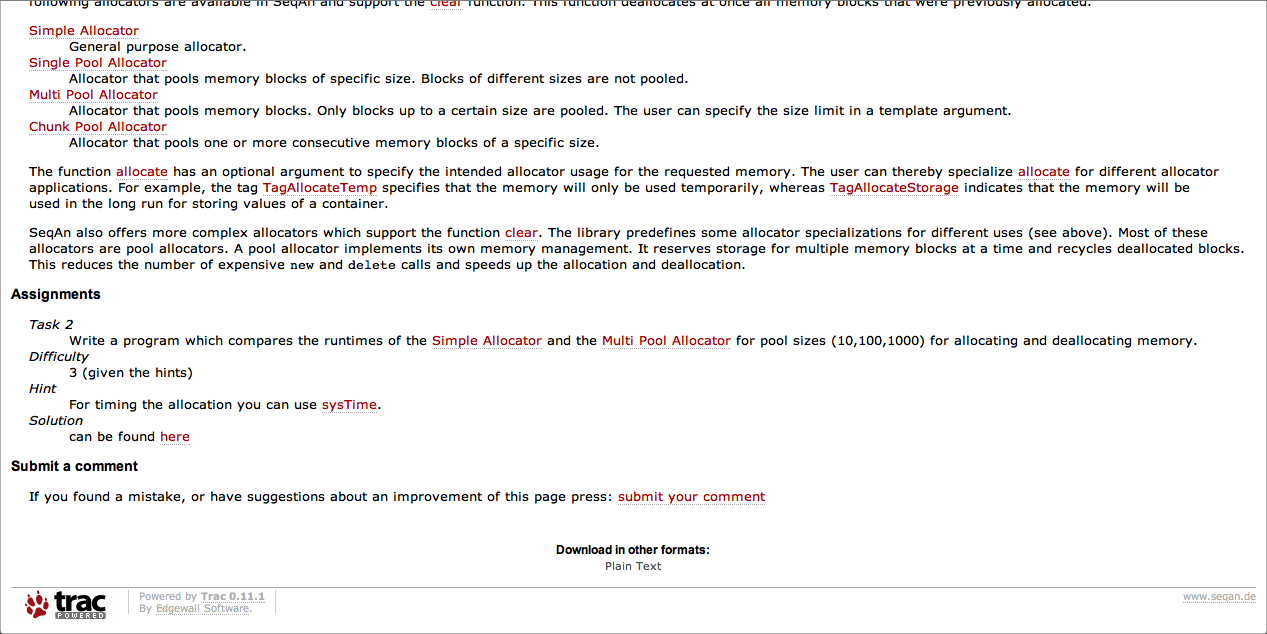 following allocators are available in SeqAn and support the clear function. This function deallocates at once all memory blocks that were previously allocated.
Simple Allocator
General purpose allocator.
Single Pool Allocator
Allocator that pools memory blocks of specific size. Blocks of different sizes are not pooled.
Multi Pool Allocator
Allocator that pools memory blocks. Only blocks up to a certain size are pooled. The user can specify the size limit in a template argument.
Chunk Pool Allocator
Allocator that pools one or more consecutive memory blocks of a specific size.
The function allocate has an optional argument to specify the intended allocator usage for the requested memory. The user can thereby specialize allocate for different allocator
applications. For example, the tag TagAllocateTemp specifies that the memory will only be used temporarily, whereas TagAllocateStorage indicates that the memory will be
used in the long run for storing values of a container.
SeqAn also offers more complex allocators which support the function clear. The library predefines some allocator specializations for different uses (see above). Most of these
allocators are pool allocators. A pool allocator implements its own memory management. It reserves storage for multiple memory blocks at a time and recycles deallocated blocks.
This reduces the number of expensive new and delete calls and speeds up the allocation and deallocation.
Assignments
Task 2
Write a program which compares the runtimes of the Simple Allocator and the Multi Pool Allocator for pool sizes (10,100,1000) for allocating and deallocating memory.
Difficulty
3 (given the hints)
Hint
For timing the allocation you can use sysTime.
Solution
can be found here
Submit a comment
If you found a mistake, or have suggestions about an improvement of this page press: submit your comment
Download in other formats:
Plain Text
trac
POWERED
Powered by Trac 0.11.1
By Edgewall Software.
www.seqan.de